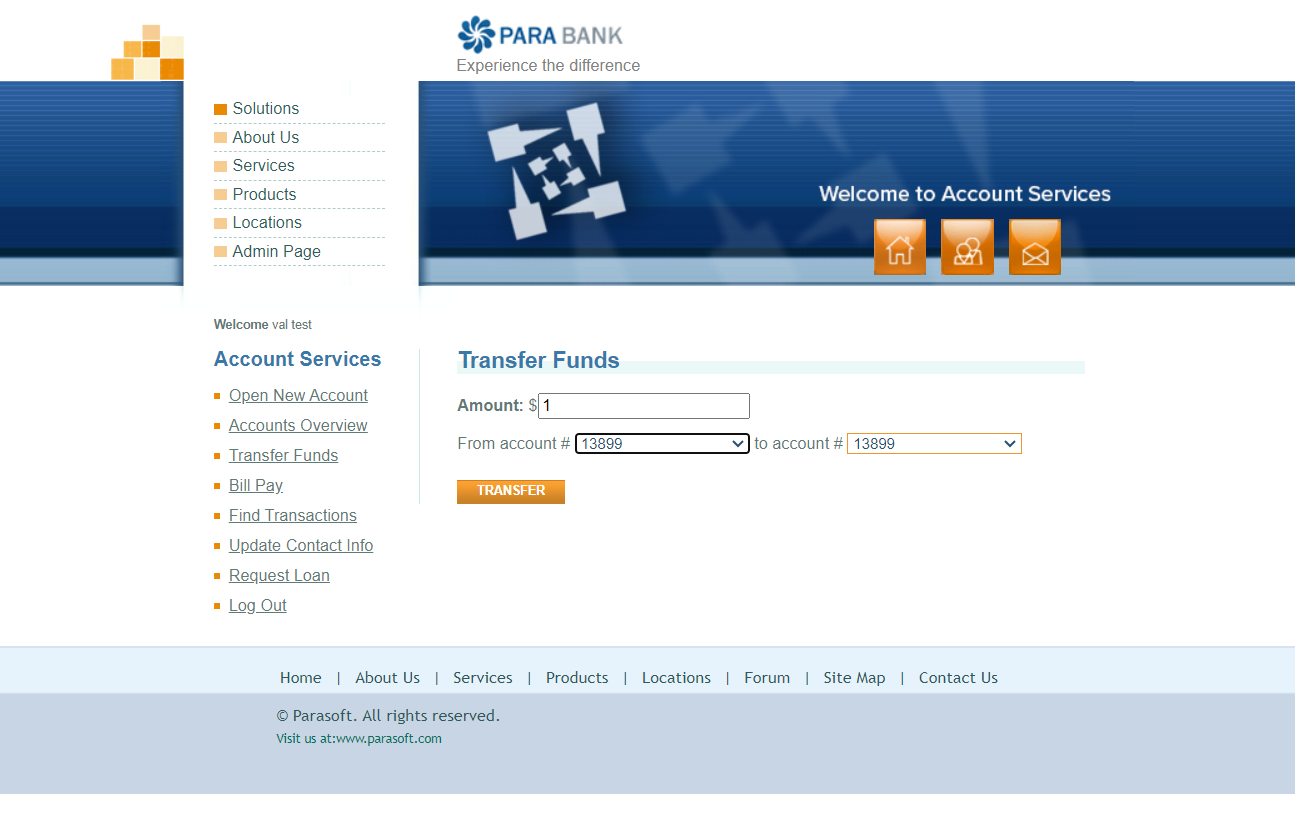 PARA BANK
Experience the difference
Solutions
About Us
Services
Products
Locations
Admin Page
Welcome to Account Services
Welcome val test
Account Services
Open New Account
Accounts Overview
Transfer Funds
Bill Pay
Find Transactions
Update Contact Info
Request Loan
Log Out
Transfer Funds
Amount: $ 1
From account # 13899 to account # 13899
TRANSFER
Home | About Us | Services | Products | Locations | Forum | Site Map | Contact Us
© Parasoft. All rights reserved.
Visit us at:www.parasoft.com